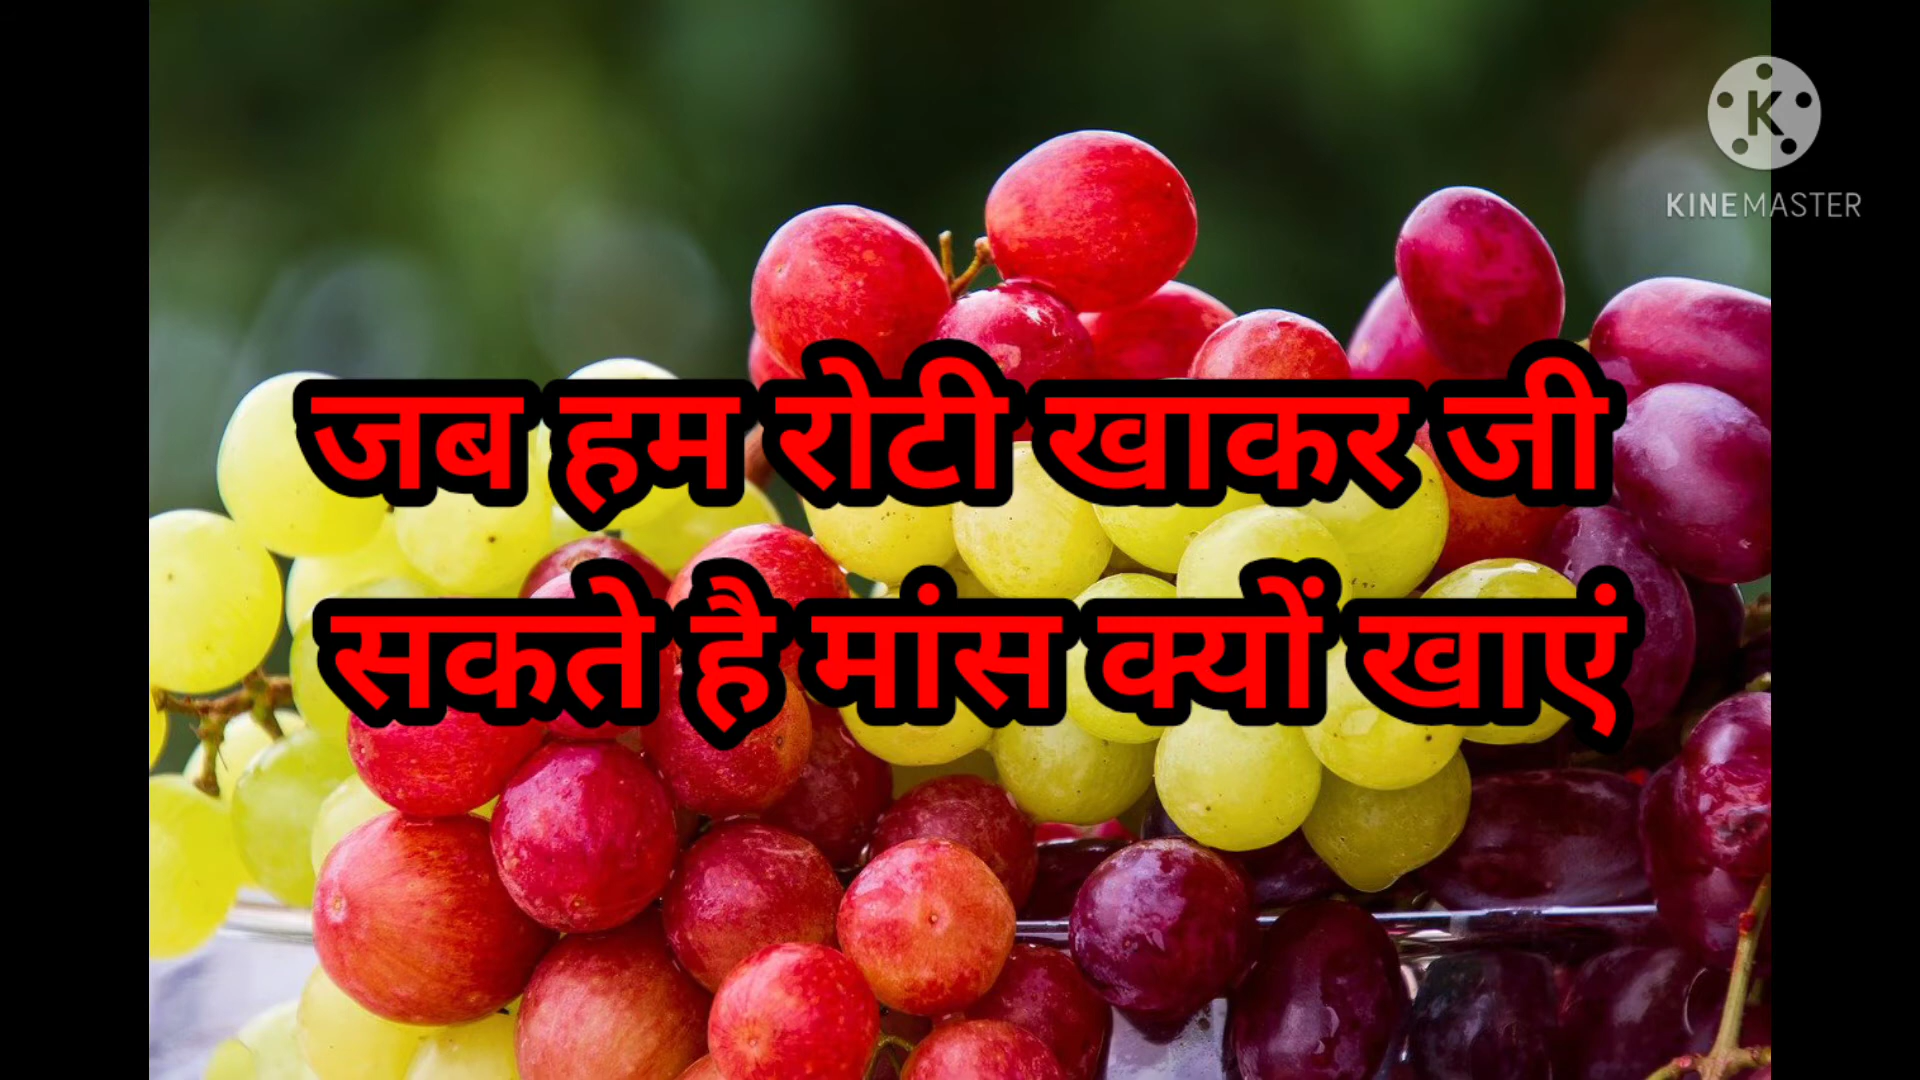 KINEMASTER
जब हम रोटी खाकर जी
सकते है मांस क्यों खाएं